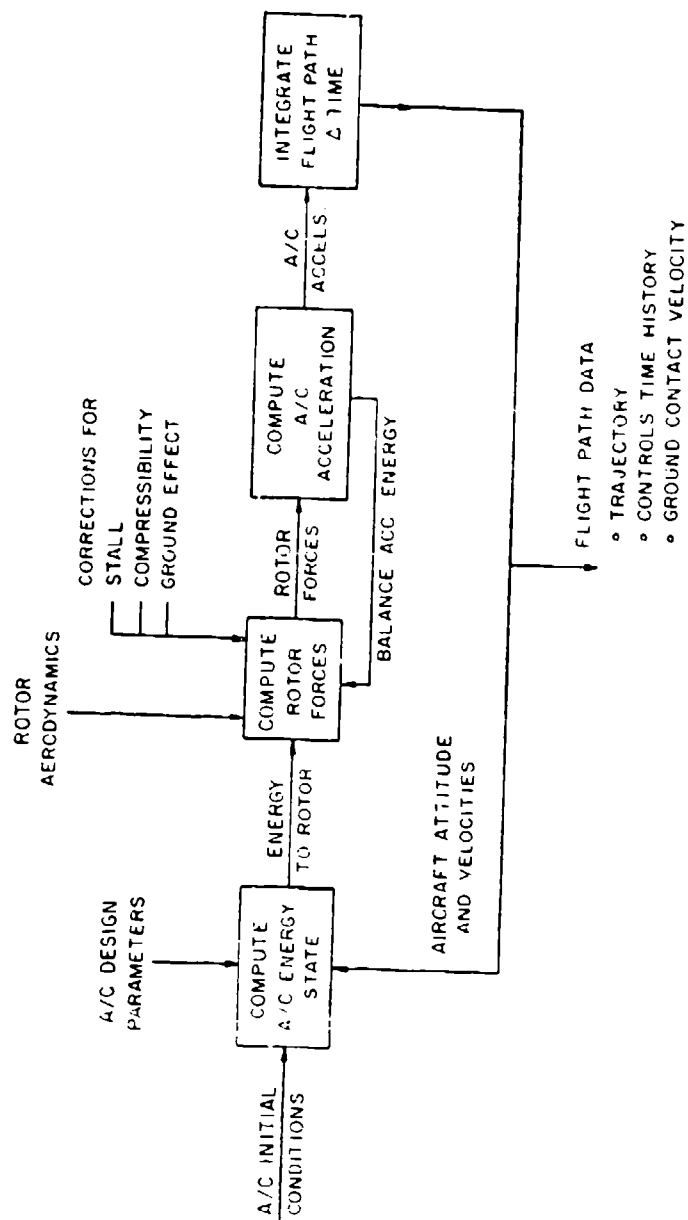 A/C INITIAL
CONDITIONS
A/C DESIGN
PARAMETERS
COMPUTE
A/C ENERGY
STATE
ENERGY
TO ROTOR
ROTOR
AERODYNAMICS
CORRECTIONS FOR
STALL
COMPRESSIBILITY
GROUND EFFECT
COMPUTE
ROTOR
FORCES
ROTOR
FORCES
COMPUTE
A/C
ACCELERATION
BALANCE ACC ENERGY
A/C
ACCELS.
INTEGRATE
FLIGHT PATH
Δ TIME
AIRCRAFT ATTITUDE
AND VELOCITIES
FLIGHT PATH DATA
° TRAJECTORY
° CONTROLS TIME HISTORY
° GROUND CONTACT VELOCITY